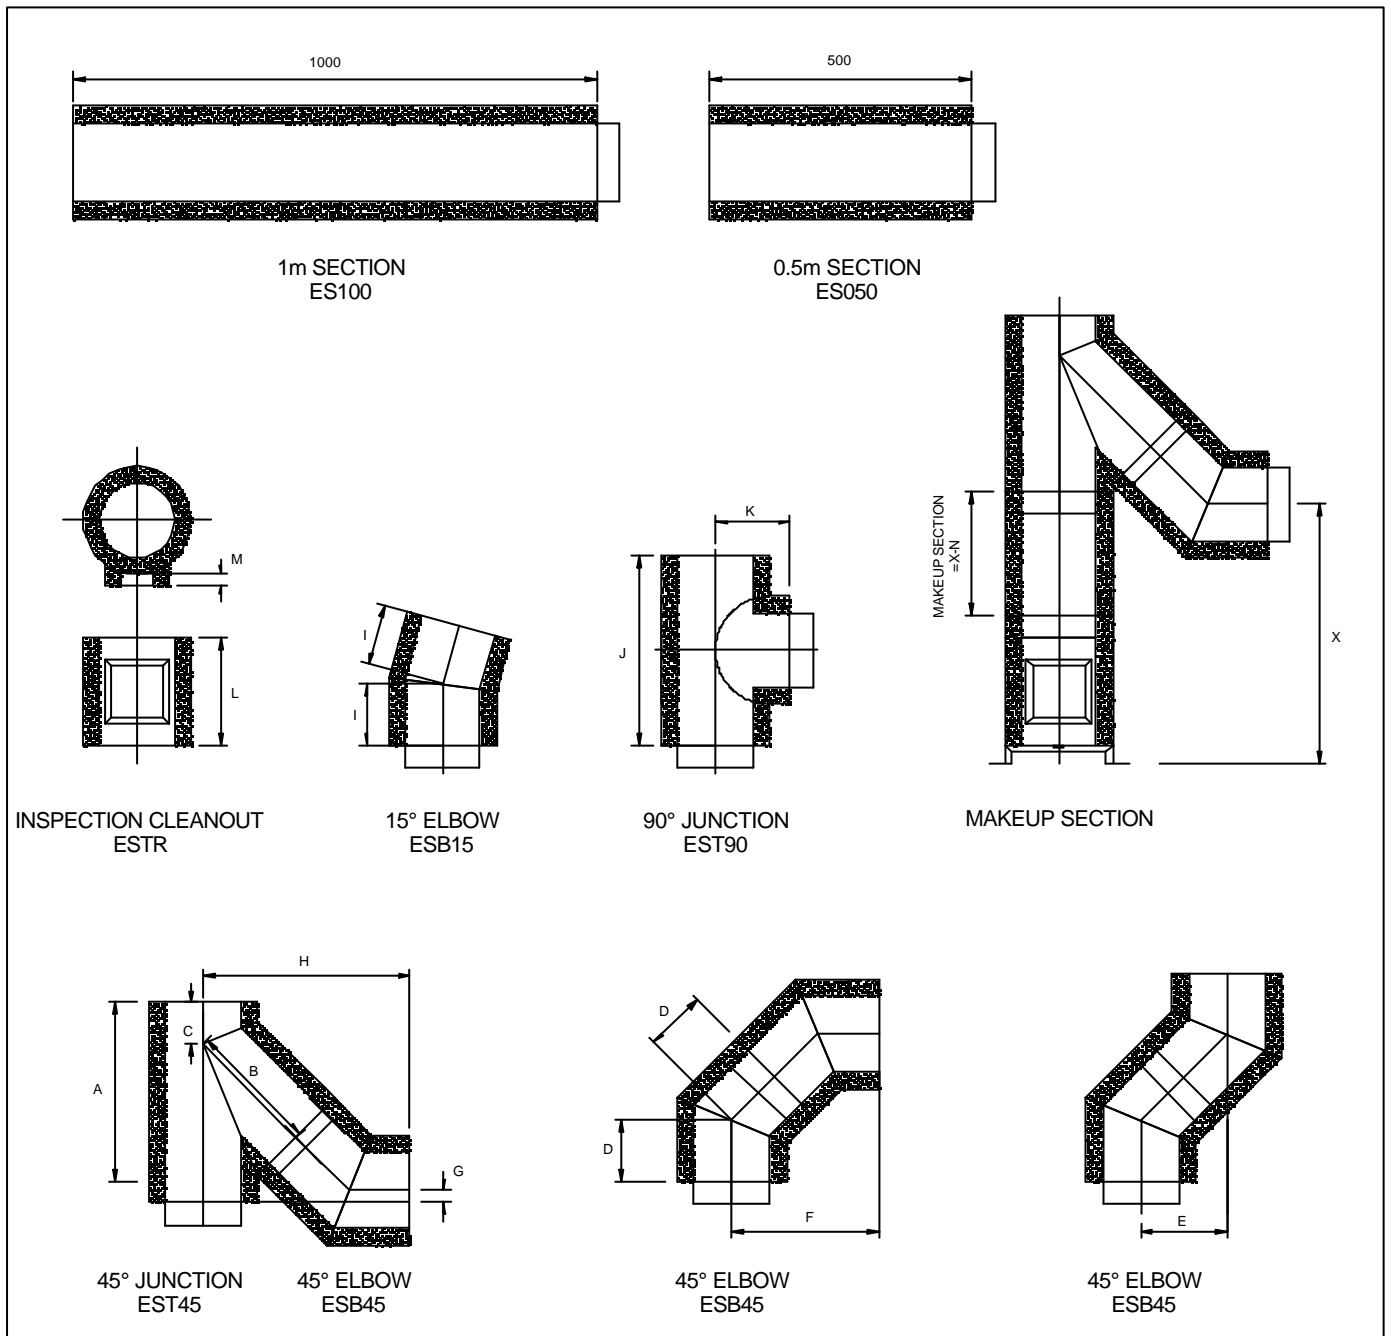 1000
500
1m SECTION
ES100
0.5m SECTION
ES050
M
L
I
I
K
J
MAKEUP SECTION
=X-N
X
INSPECTION CLEANOUT
ESTR
15° ELBOW
ESB15
90° JUNCTION
EST90
MAKEUP SECTION
H
C
B
A
G
D
D
F
E
45° JUNCTION
EST45
45° ELBOW
ESB45
45° ELBOW
ESB45
45° ELBOW
ESB45